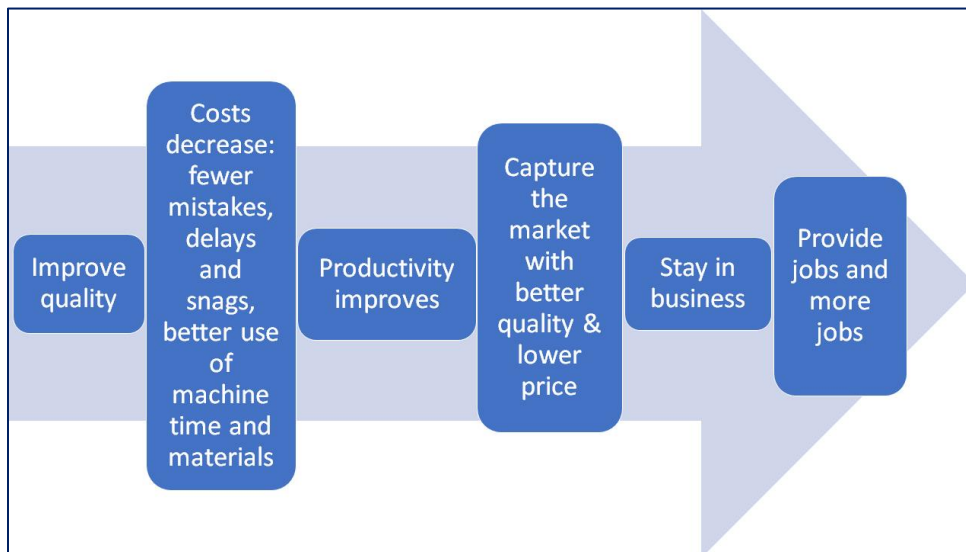 Improve
quality
Costs
decrease:
fewer
mistakes,
delays
and
snags,
better use
of
machine
time and
materials
Productivity
improves
Capture
the
market
with
better
quality &
lower
price
Stay in
business
Provide
jobs and
more
jobs